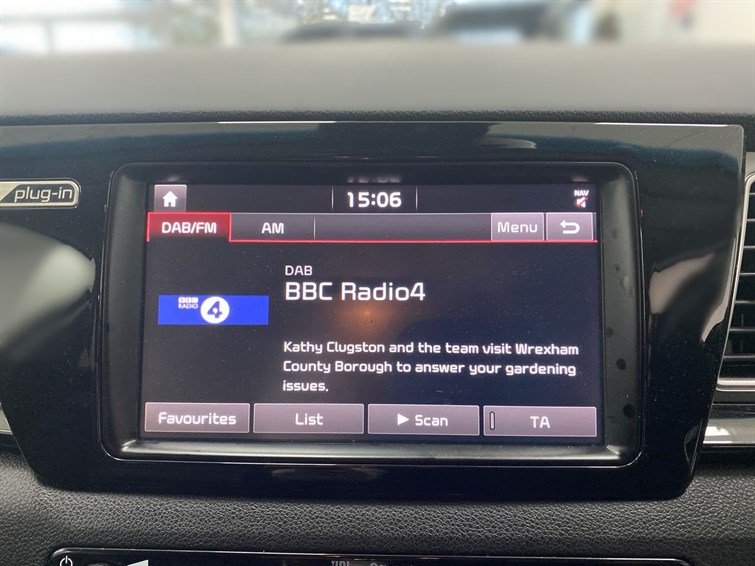 plug-in
15:06
NAV
DAB/FM
AM
Menu
DAB
BBC Radio4
BBC
RADIO
4
Kathy Clugston and the team visit Wrexham
County Borough to answer your gardening
issues.
Favourites
List
Scan
TA